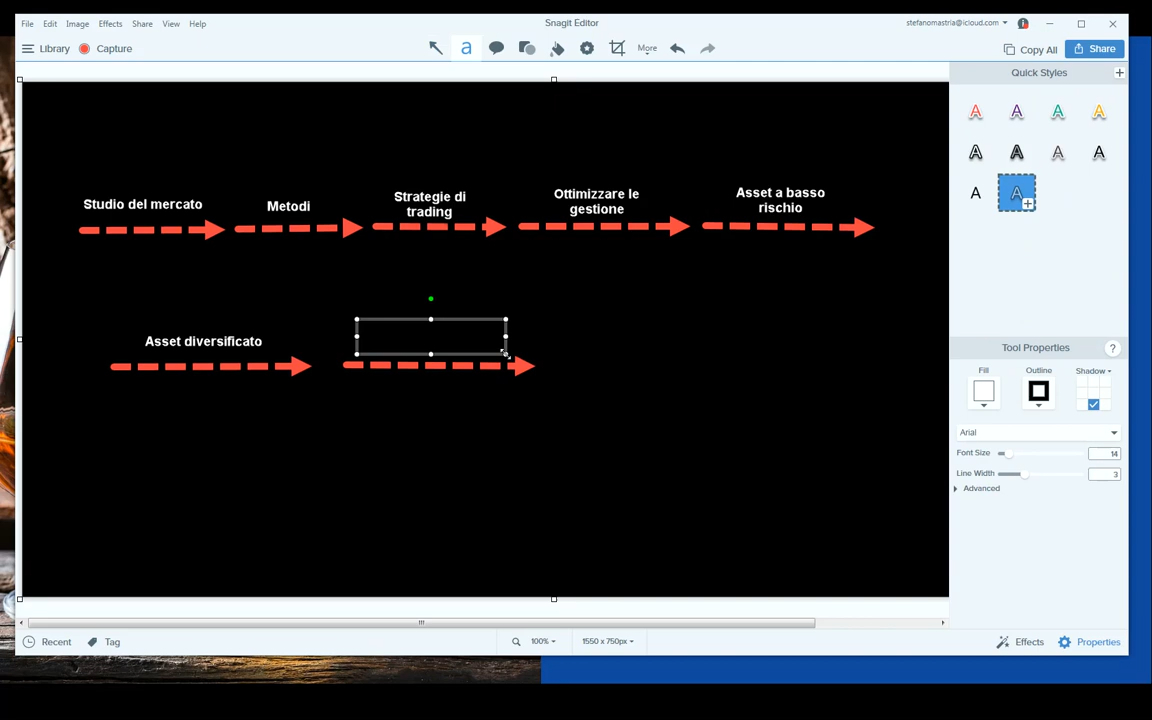 File Edit Image Effects Share View Help
Snagit Editor
stefanomastria@icloud.com
Library Capture
a
More
Copy All
Share
Quick Styles
A A A A
A A A A
A A
Studio del mercato
Metodi
Strategie di
trading
Ottimizzare le
gestione
Asset a basso
rischio
Asset diversificato
Tool Properties
?
Fill Outline Shadow
Arial
Font Size 14
Line Width 3
Advanced
Recent Tag
100%
1550 x 750px
Effects Properties